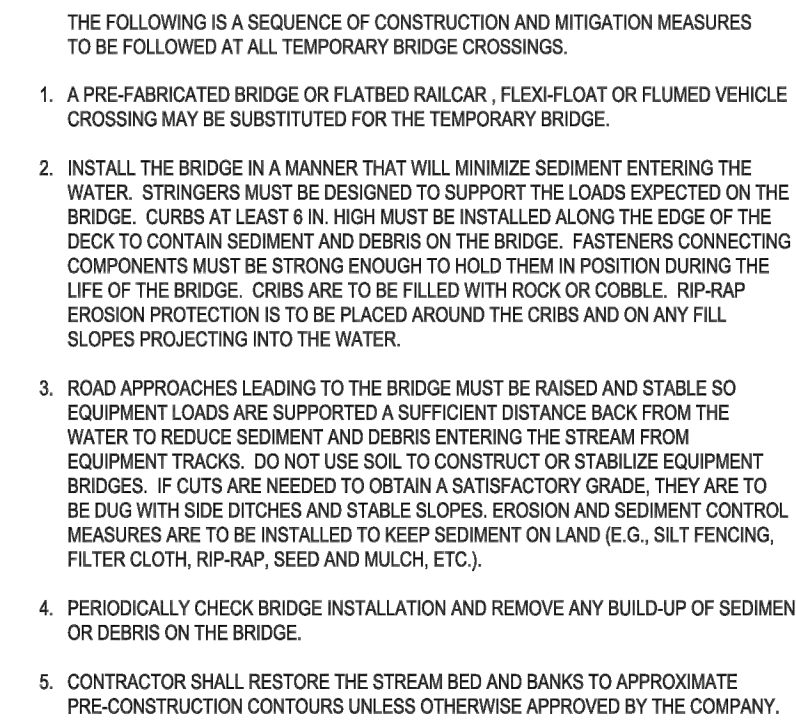 THE FOLLOWING IS A SEQUENCE OF CONSTRUCTION AND MITIGATION MEASURES
TO BE FOLLOWED AT ALL TEMPORARY BRIDGE CROSSINGS.
1. A PRE-FABRICATED BRIDGE OR FLATBED RAILCAR , FLEXI-FLOAT OR FLUMED VEHICLE
CROSSING MAY BE SUBSTITUTED FOR THE TEMPORARY BRIDGE.
2. INSTALL THE BRIDGE IN A MANNER THAT WILL MINIMIZE SEDIMENT ENTERING THE
WATER. STRINGERS MUST BE DESIGNED TO SUPPORT THE LOADS EXPECTED ON THE
BRIDGE. CURBS AT LEAST 6 IN. HIGH MUST BE INSTALLED ALONG THE EDGE OF THE
DECK TO CONTAIN SEDIMENT AND DEBRIS ON THE BRIDGE. FASTENERS CONNECTING
COMPONENTS MUST BE STRONG ENOUGH TO HOLD THEM IN POSITION DURING THE
LIFE OF THE BRIDGE. CRIBS ARE TO BE FILLED WITH ROCK OR COBBLE. RIP-RAP
EROSION PROTECTION IS TO BE PLACED AROUND THE CRIBS AND ON ANY FILL
SLOPES PROJECTING INTO THE WATER.
3. ROAD APPROACHES LEADING TO THE BRIDGE MUST BE RAISED AND STABLE SO
EQUIPMENT LOADS ARE SUPPORTED A SUFFICIENT DISTANCE BACK FROM THE
WATER TO REDUCE SEDIMENT AND DEBRIS ENTERING THE STREAM FROM
EQUIPMENT TRACKS. DO NOT USE SOIL TO CONSTRUCT OR STABILIZE EQUIPMENT
BRIDGES. IF CUTS ARE NEEDED TO OBTAIN A SATISFACTORY GRADE, THEY ARE TO
BE DUG WITH SIDE DITCHES AND STABLE SLOPES. EROSION AND SEDIMENT CONTROL
MEASURES ARE TO BE INSTALLED TO KEEP SEDIMENT ON LAND (E.G., SILT FENCING,
FILTER CLOTH, RIP-RAP, SEED AND MULCH, ETC.).
4. PERIODICALLY CHECK BRIDGE INSTALLATION AND REMOVE ANY BUILD-UP OF SEDIMEN
OR DEBRIS ON THE BRIDGE.
5. CONTRACTOR SHALL RESTORE THE STREAM BED AND BANKS TO APPROXIMATE
PRE-CONSTRUCTION CONTOURS UNLESS OTHERWISE APPROVED BY THE COMPANY.